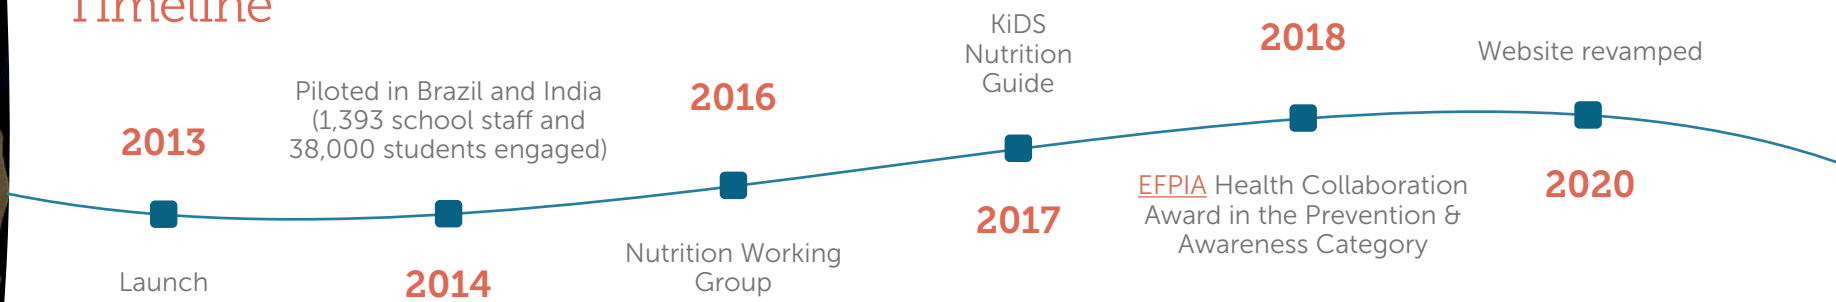 Timeline
2013
Launch
Piloted in Brazil and India
(1,393 school staff and
38,000 students engaged)
2014
2016
Nutrition Working
Group
KiDS
Nutrition
Guide
2017
2018
EFPIA Health Collaboration
Award in the Prevention &
Awareness Category
Website revamped
2020